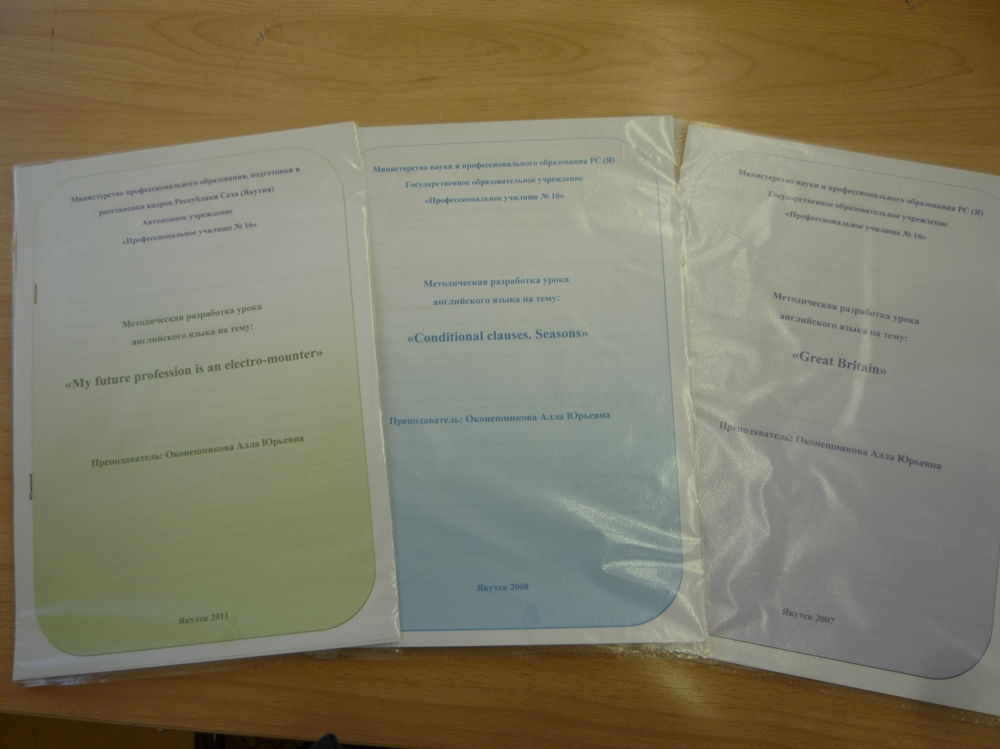 Министерство профессионального образования, подготовки и
расстановки кадров Республики Саха (Якутия)
Автономное учреждение
«Профессиональное училище № 16»
Методическая разработка урока
английского языка на тему:
«My future profession is an electro-mounter»
Преподаватель: Оконешникова Алла Юрьевна
Якутск 2011
Министерство науки и профессионального образования РС (Я)
Государственное образовательное учреждение
«Профессиональное училище № 16»
Методическая разработка урока
английского языка на тему:
«Conditional clauses. Seasons»
Преподаватель: Оконешникова Алла Юрьевна
Якутск 2008
Министерство науки и профессионального образования РС (Я)
Государственное образовательное учреждение
«Профессиональное училище № 16»
Методическая разработка урока
английского языка на тему:
«Great Britain»
Преподаватель: Оконешникова Алла Юрьевна
Якутск 2007